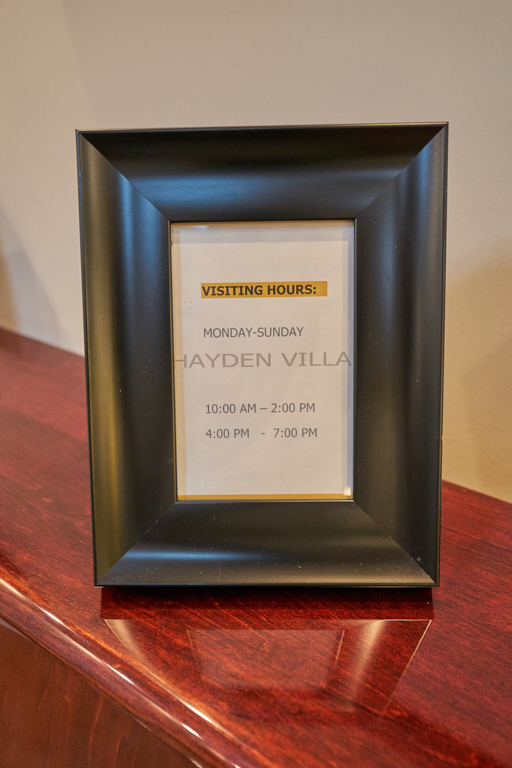 VISITING HOURS:
MONDAY-SUNDAY
HAYDEN VILLA
10:00 AM – 2:00 PM
4:00 PM - 7:00 PM